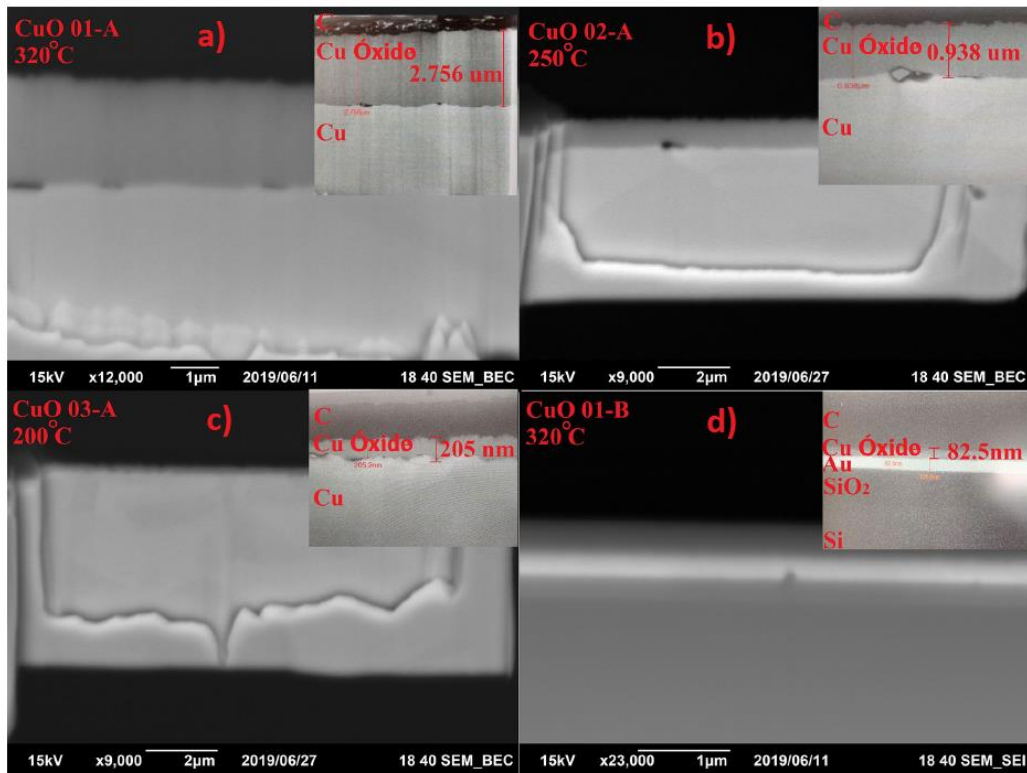 CuO 01-A
320°C
a)
C
Cu Óxido
2.756 um
2.756µm
Cu
15kV x12,000 1µm 2019/06/11 18 40 SEM_BEC
CuO 02-A
250°C
b)
C
Cu Óxido
0.938 um
0.938µm
Cu
15kV x9,000 2µm 2019/06/27 18 40 SEM_BEC
CuO 03-A
200°C
c)
C
Cu Óxido
205 nm
Cu
15kV x9,000 2µm 2019/06/27 18 40 SEM_BEC
CuO 01-B
320°C
d)
C
Cu Óxido
82.5nm
Au
SiO₂
Si
15kV x23,000 1µm 2019/06/11 18 40 SEM_SEI